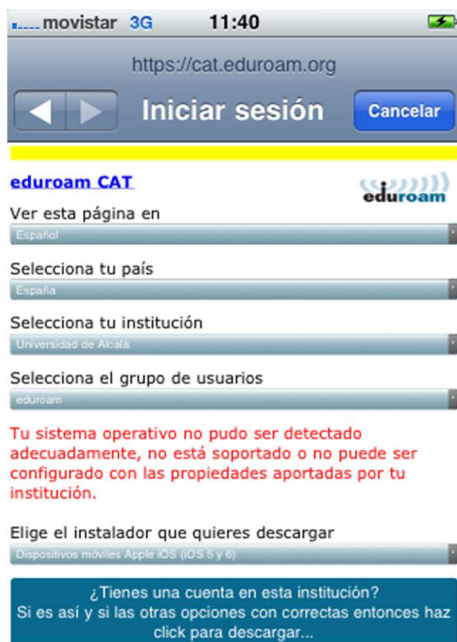 movistar 3G 11:40
https://cat.eduroam.org
Iniciar sesión
Cancelar
eduroam CAT
eduroam
Ver esta página en
Español
Selecciona tu país
España
Selecciona tu institución
Universidad de Alcalá
Selecciona el grupo de usuarios
eduroam
Tu sistema operativo no pudo ser detectado
adecuadamente, no está soportado o no puede ser
configurado con las propiedades aportadas por tu
institución.
Elige el instalador que quieres descargar
Dispositivos móviles Apple iOS (iOS 5 y 6)
¿Tienes una cuenta en esta institución?
Si es así y si las otras opciones con correctas entonces haz
click para descargar...